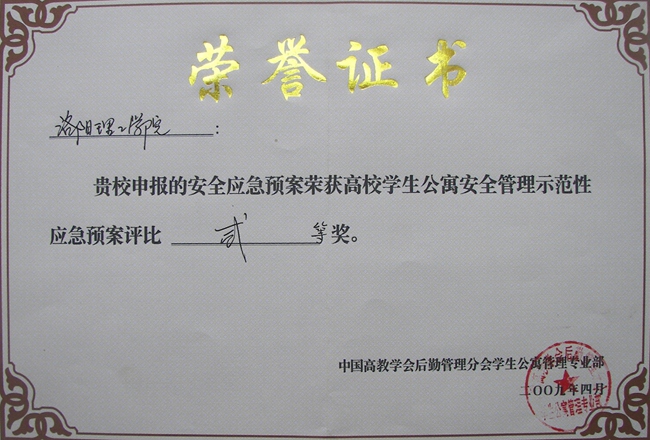 荣誉证书
洛阳理工学院：
贵校申报的安全应急预案荣获高校学生公寓安全管理示范性
应急预案评比 贰 等奖。
中国高教学会后勤管理分会学生公寓管理专业部
二〇〇九年四月